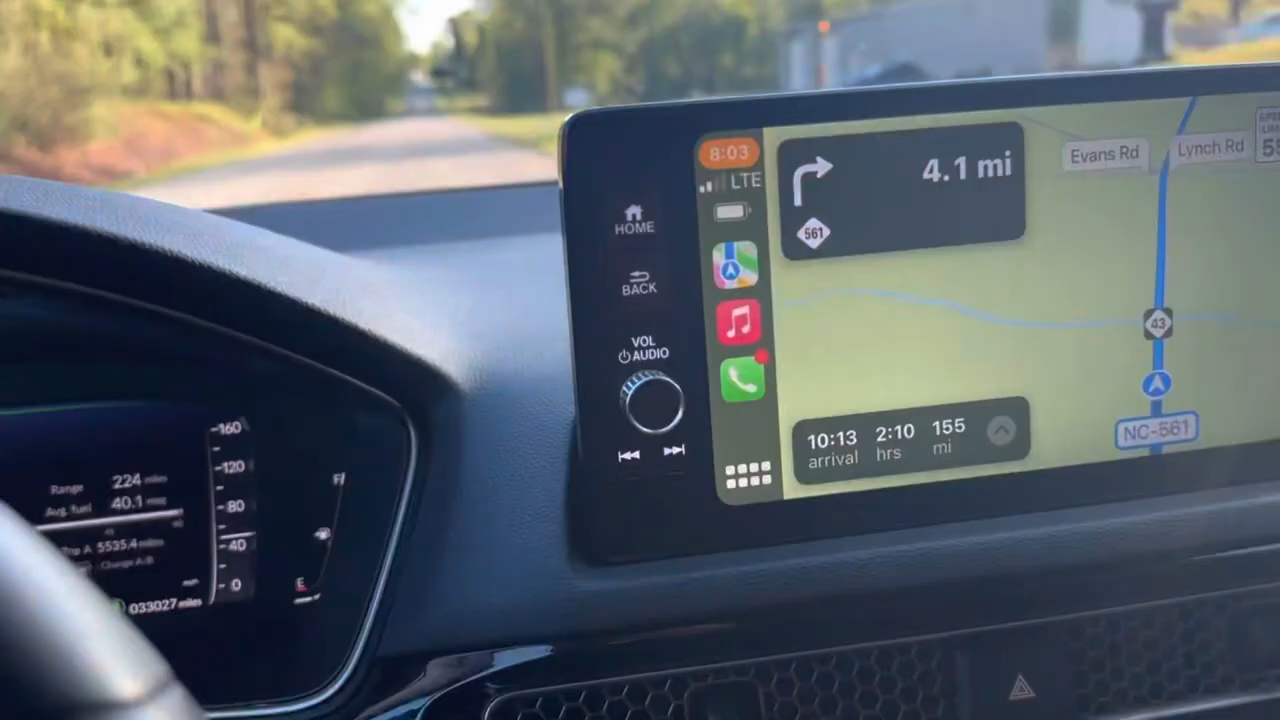 8:03
LTE
4.1 mi
561
Evans Rd
Lynch Rd
HOME
BACK
VOL
AUDIO
43
NC-561
10:13 2:10 155
arrival hrs mi
160
120
80
40
0
Range 224 miles
Avg. fuel 40.1
5535.4 miles
033027 miles
F
E